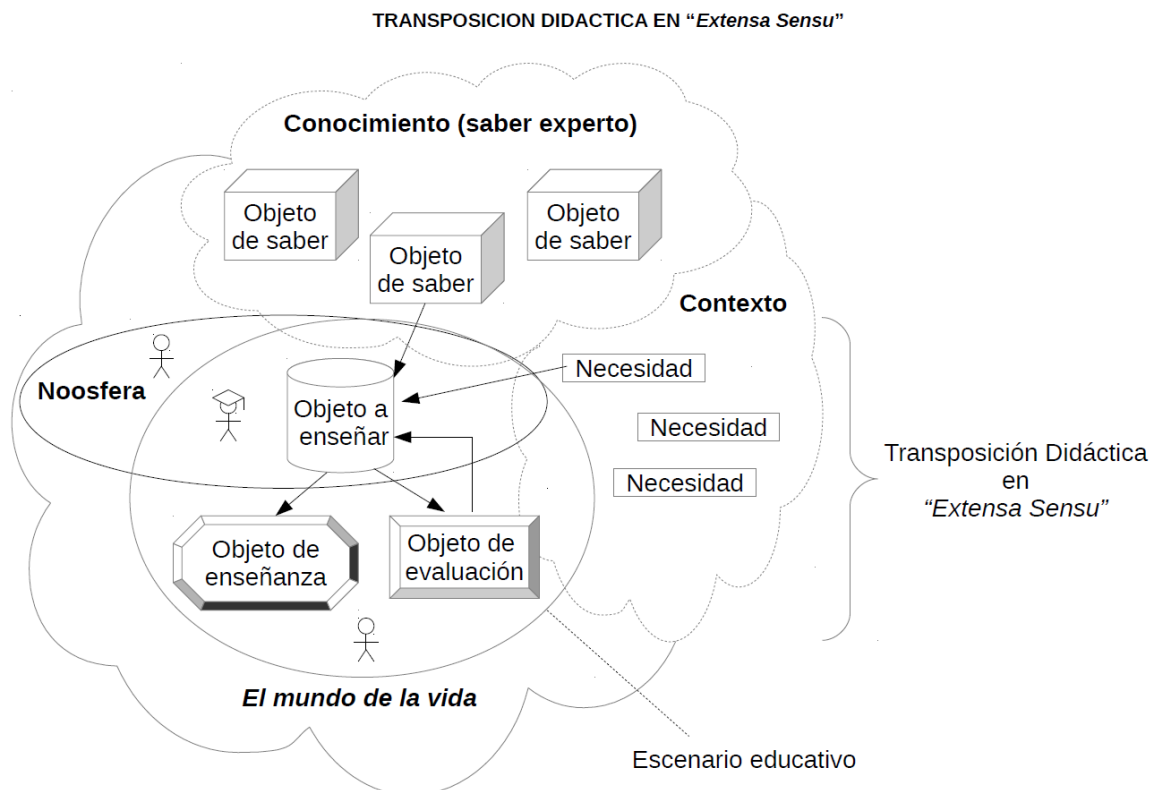 TRANSPOSICION DIDACTICA EN “Extensa Sensu”
Conocimiento (saber experto)
Objeto
de saber
Objeto
de saber
Objeto
de saber
Contexto
Noosfera
Objeto a
enseñar
Necesidad
Necesidad
Necesidad
Objeto de
enseñanza
Objeto de
evaluación
Transposición Didáctica
en
“Extensa Sensu”
El mundo de la vida
Escenario educativo